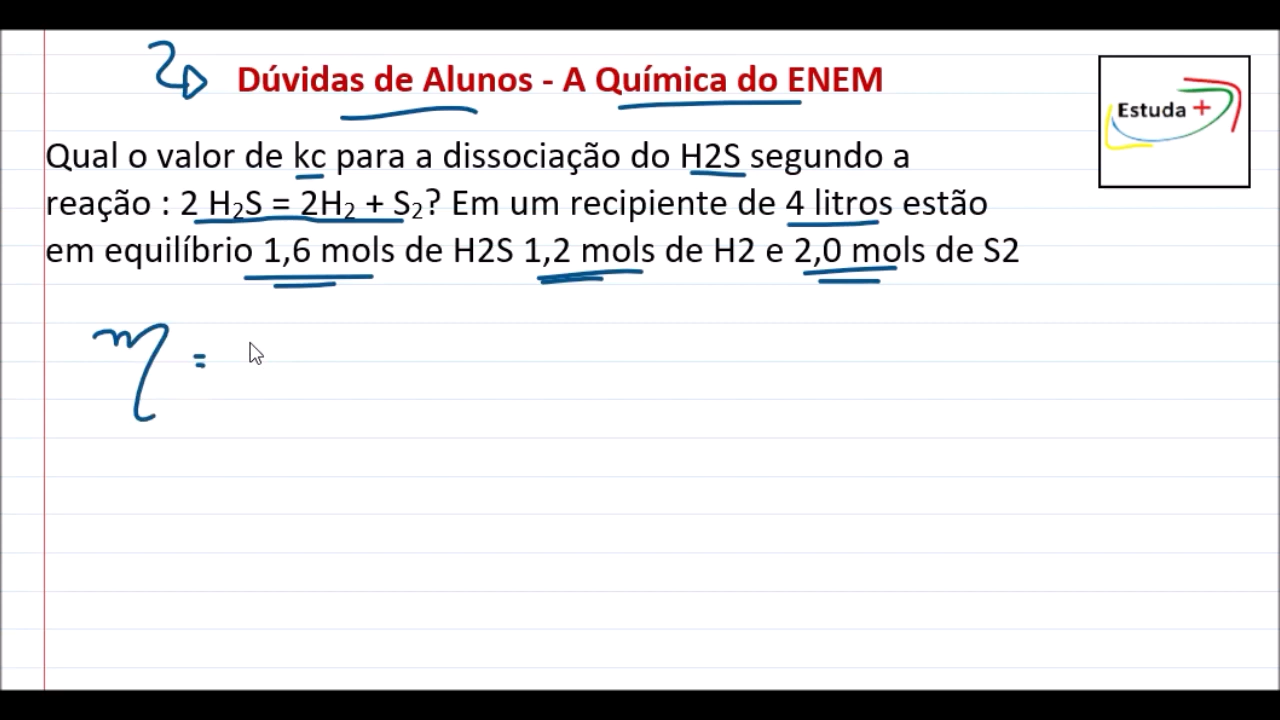 Dúvidas de Alunos - A Química do ENEM
Estuda +
Qual o valor de kc para a dissociação do H2S segundo a
reação : 2 H₂S = 2H₂ + S₂? Em um recipiente de 4 litros estão
em equilíbrio 1,6 mols de H2S 1,2 mols de H2 e 2,0 mols de S2
=